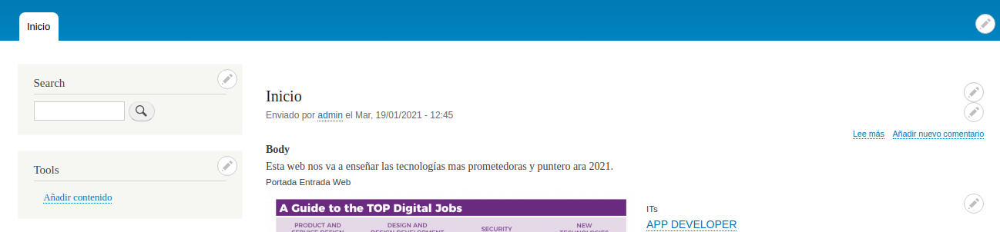 Inicio
Search
Tools
Añadir contenido
Inicio
Enviado por admin el Mar, 19/01/2021 - 12:45
Lee más Añadir nuevo comentario
Body
Esta web nos va a enseñar las tecnologías mas prometedoras y puntero ara 2021.
Portada Entrada Web
A Guide to the TOP Digital Jobs
PRODUCT AND
SERVICE DESIGN
DESIGN AND
DESIGN DEVELOPMENT
SECURITY
NEW
TECHNOLOGIES
ITs
APP DEVELOPER